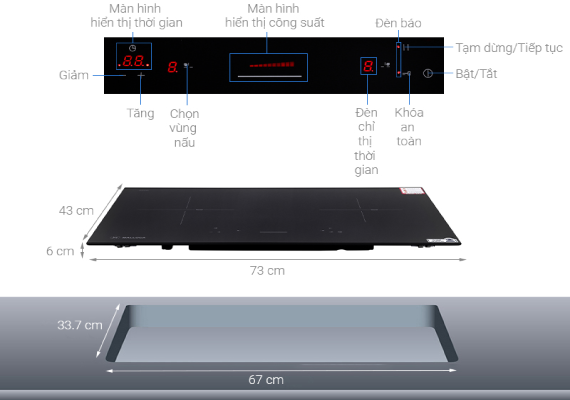 Màn hình
hiển thị thời gian
Màn hình
hiển thị công suất
Đèn báo
Tạm dừng/Tiếp tục
Giảm
Bật/Tắt
Tăng
Chọn
vùng
nấu
Đèn
chỉ
thị
thời
gian
Khóa
an
toàn
43 cm
6 cm
73 cm
33.7 cm
67 cm